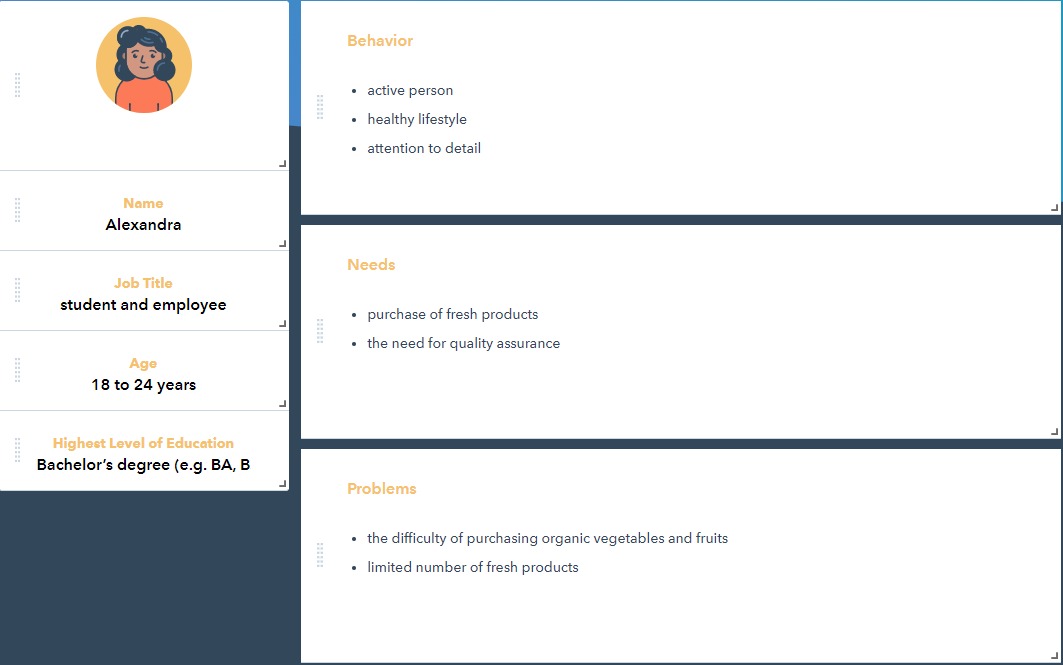 Name
Alexandra
Job Title
student and employee
Age
18 to 24 years
Highest Level of Education
Bachelor’s degree (e.g. BA, B
Behavior
active person
healthy lifestyle
attention to detail
Needs
purchase of fresh products
the need for quality assurance
Problems
the difficulty of purchasing organic vegetables and fruits
limited number of fresh products